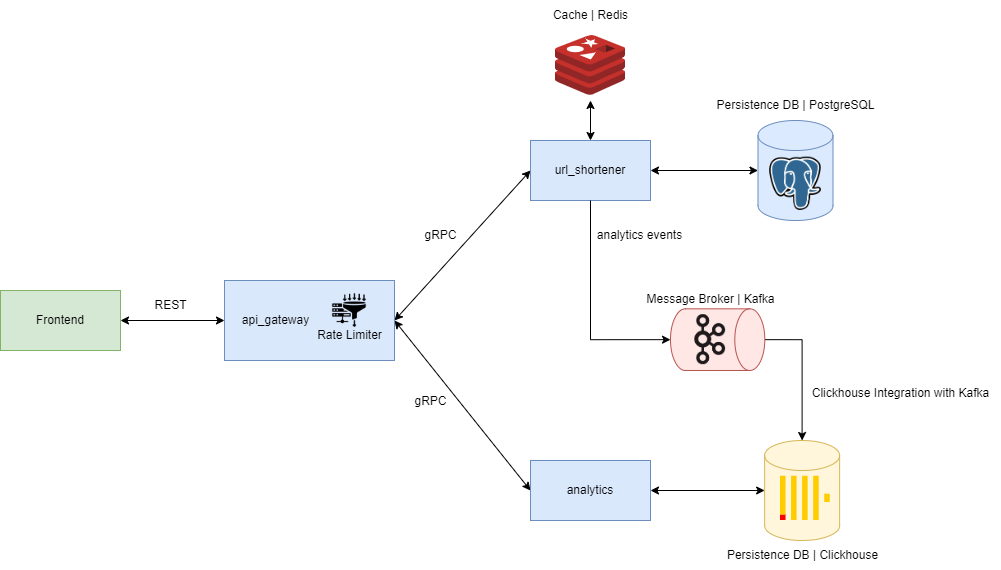 Cache | Redis
Persistence DB | PostgreSQL
url_shortener
gRPC
analytics events
Message Broker | Kafka
REST
Frontend
api_gateway
Rate Limiter
Clickhouse Integration with Kafka
gRPC
analytics
Persistence DB | Clickhouse